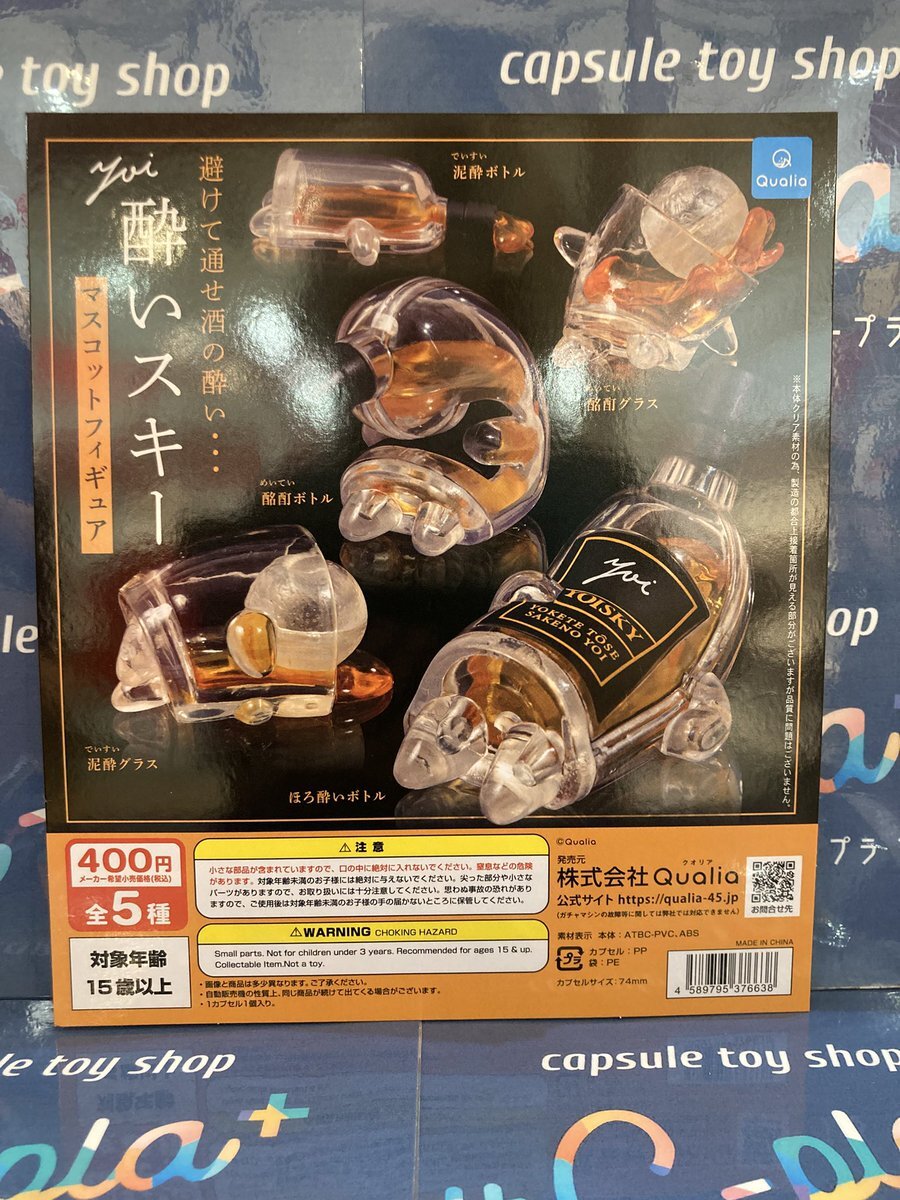 e toy shop
capsule toy shop
Yoi
酔いスキー
マスコットフィギュア
避けて通せ酒の酔い・・・
でいすい
泥酔ボトル
Qualia
めいてい
酩酊グラス
めいてい
酩酊ボトル
Yoi
YOISKY
YOKETE TŌSE
SAKENO YOI
でいすい
泥酔グラス
ほろ酔いボトル
※本体クリア素材の為、製造の都合上接着箇所が見える部分がございますが品質に問題はございません。
400円
メーカー希望小売価格(税込)
全5種
対象年齢
15歳以上
⚠注意
小さな部品が含まれていますので、口の中に絶対に入れないでください。窒息などの危険
があります。対象年齢未満のお子様には絶対に与えないでください。尖った部分や小さな
パーツがありますので、お取り扱いには十分注意してください。思わぬ事故の恐れがあり
ますので、ご使用後は対象年齢未満のお子様の手の届かないところに保管してください。
⚠WARNING CHOKING HAZARD
Small parts. Not for children under 3 years. Recommended for ages 15 & up.
Collectable Item.Not a toy.
・画像と商品は多少異なります。ご了承ください。
・自動販売機の性質上、同じ商品が続けて出てくる場合がございます。
・1カプセル1個入り。
©Qualia
発売元
クオリア
株式会社Qualia
公式サイト https://qualia-45.jp
(ガチャマシンの故障等に関しては弊社では対応できません)
お問合せ先
素材表示 本体：ATBC-PVC、ABS
プラ
カプセル：PP
袋：PE
カプセルサイズ：74mm
MADE IN CHINA
4 589795 376638
ープラ
sule
op
プラプ
le toy shop
capsule toy shop